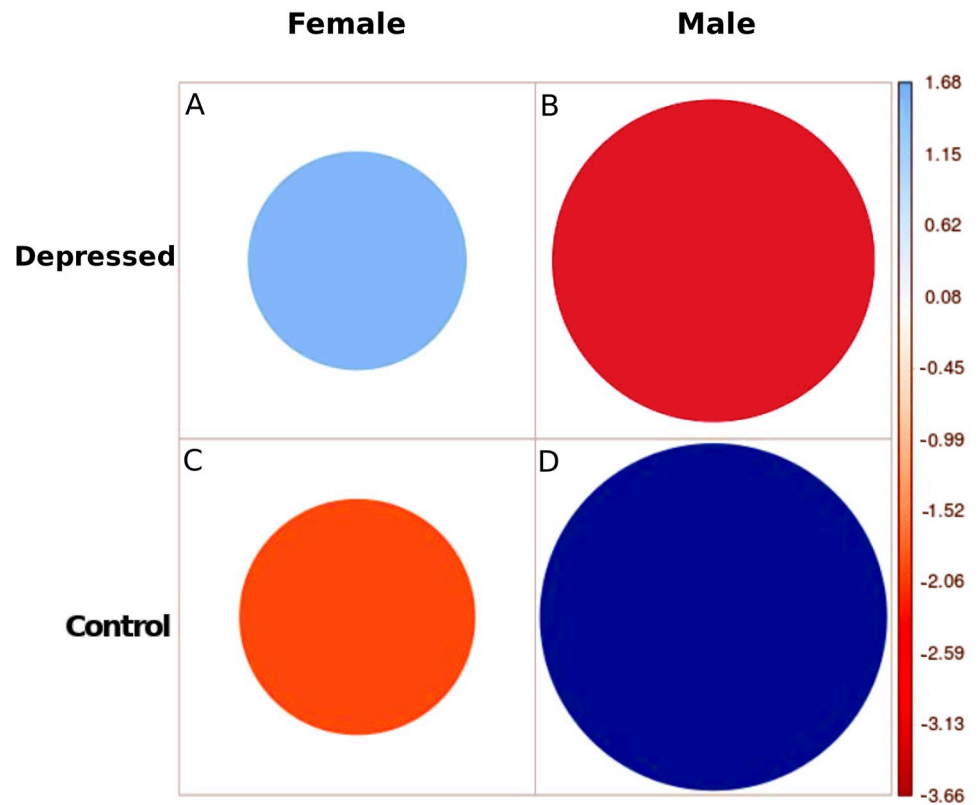 Female Male
A B
Depressed
C D
Control
1.68
1.15
0.62
0.08
-0.45
-0.99
-1.52
-2.06
-2.59
-3.13
-3.66